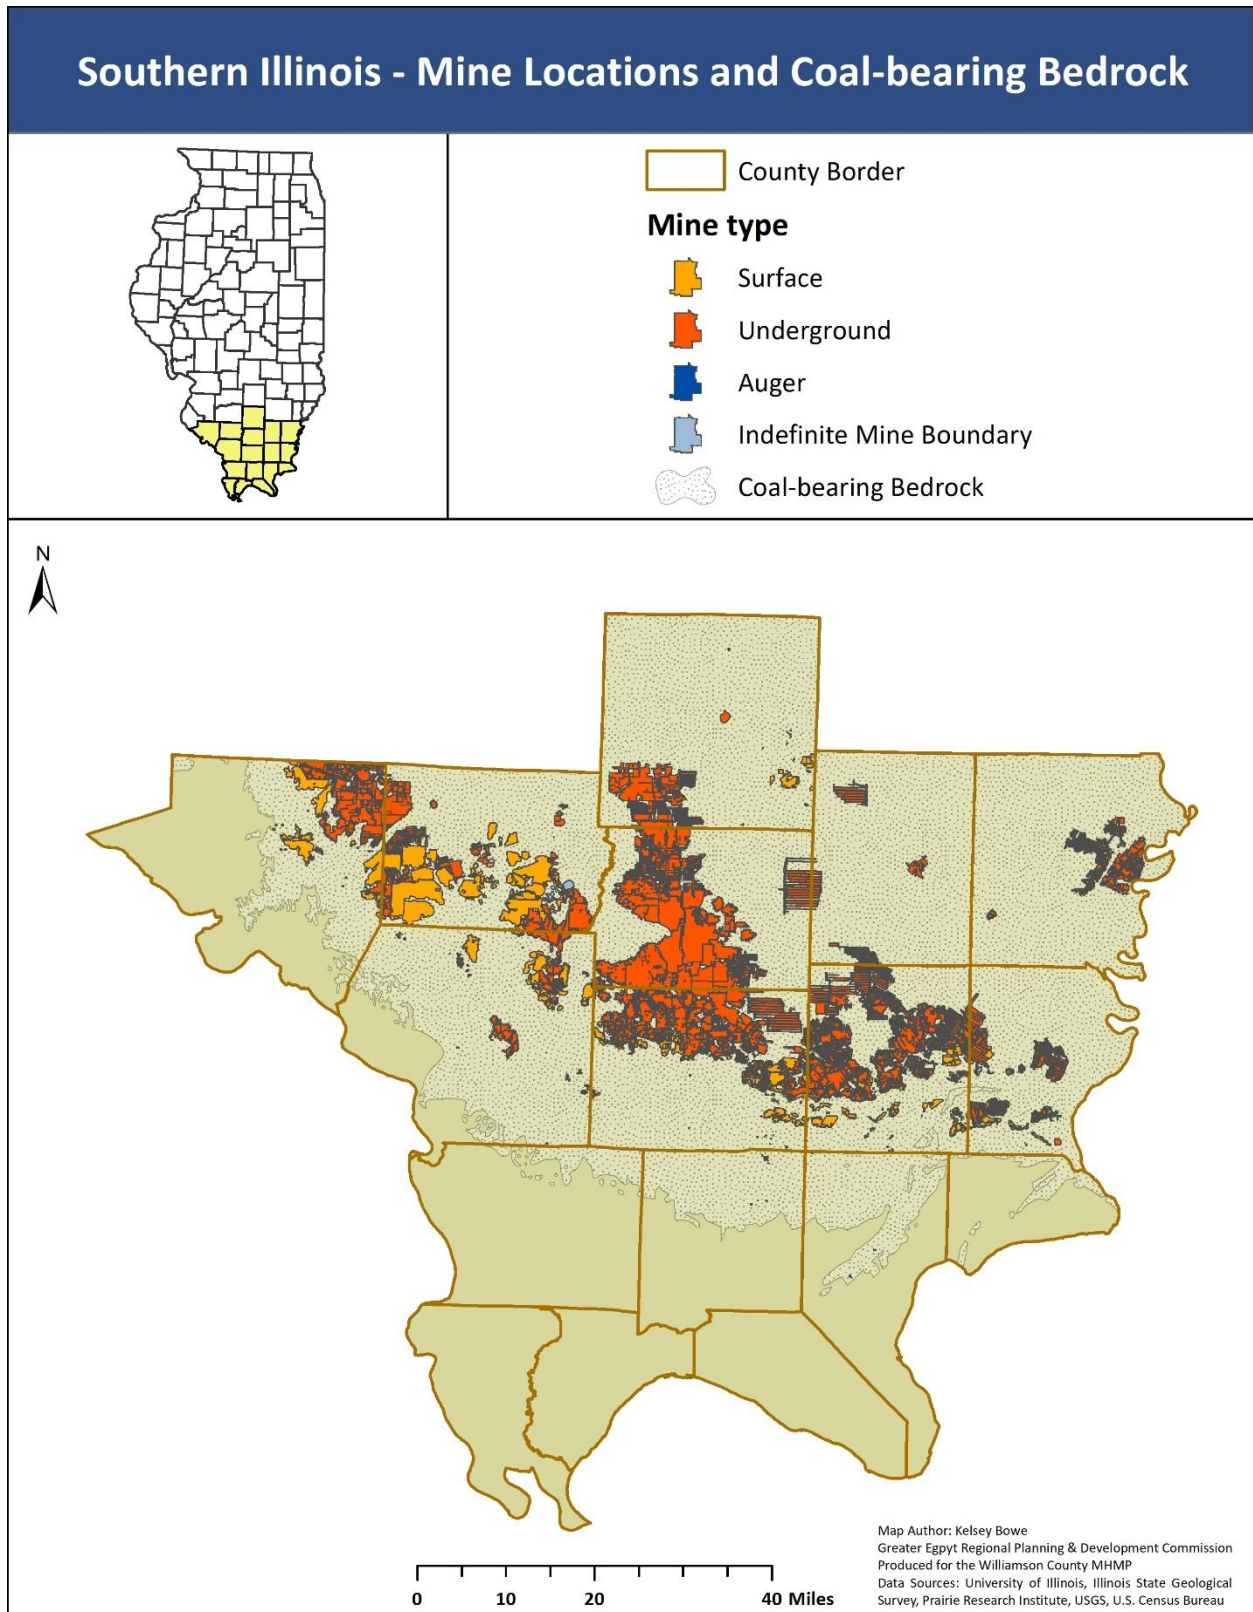 Southern Illinois - Mine Locations and Coal-bearing Bedrock
County Border
Mine type
Surface
Underground
Auger
Indefinite Mine Boundary
Coal-bearing Bedrock
N
Map Author: Kelsey Bowe
Greater Egpyt Regional Planning & Development Commission
Produced for the Williamson County MHMP
Data Sources: University of Illinois, Illinois State Geological
Survey, Prairie Research Institute, USGS, U.S. Census Bureau
0 10 20 40 Miles